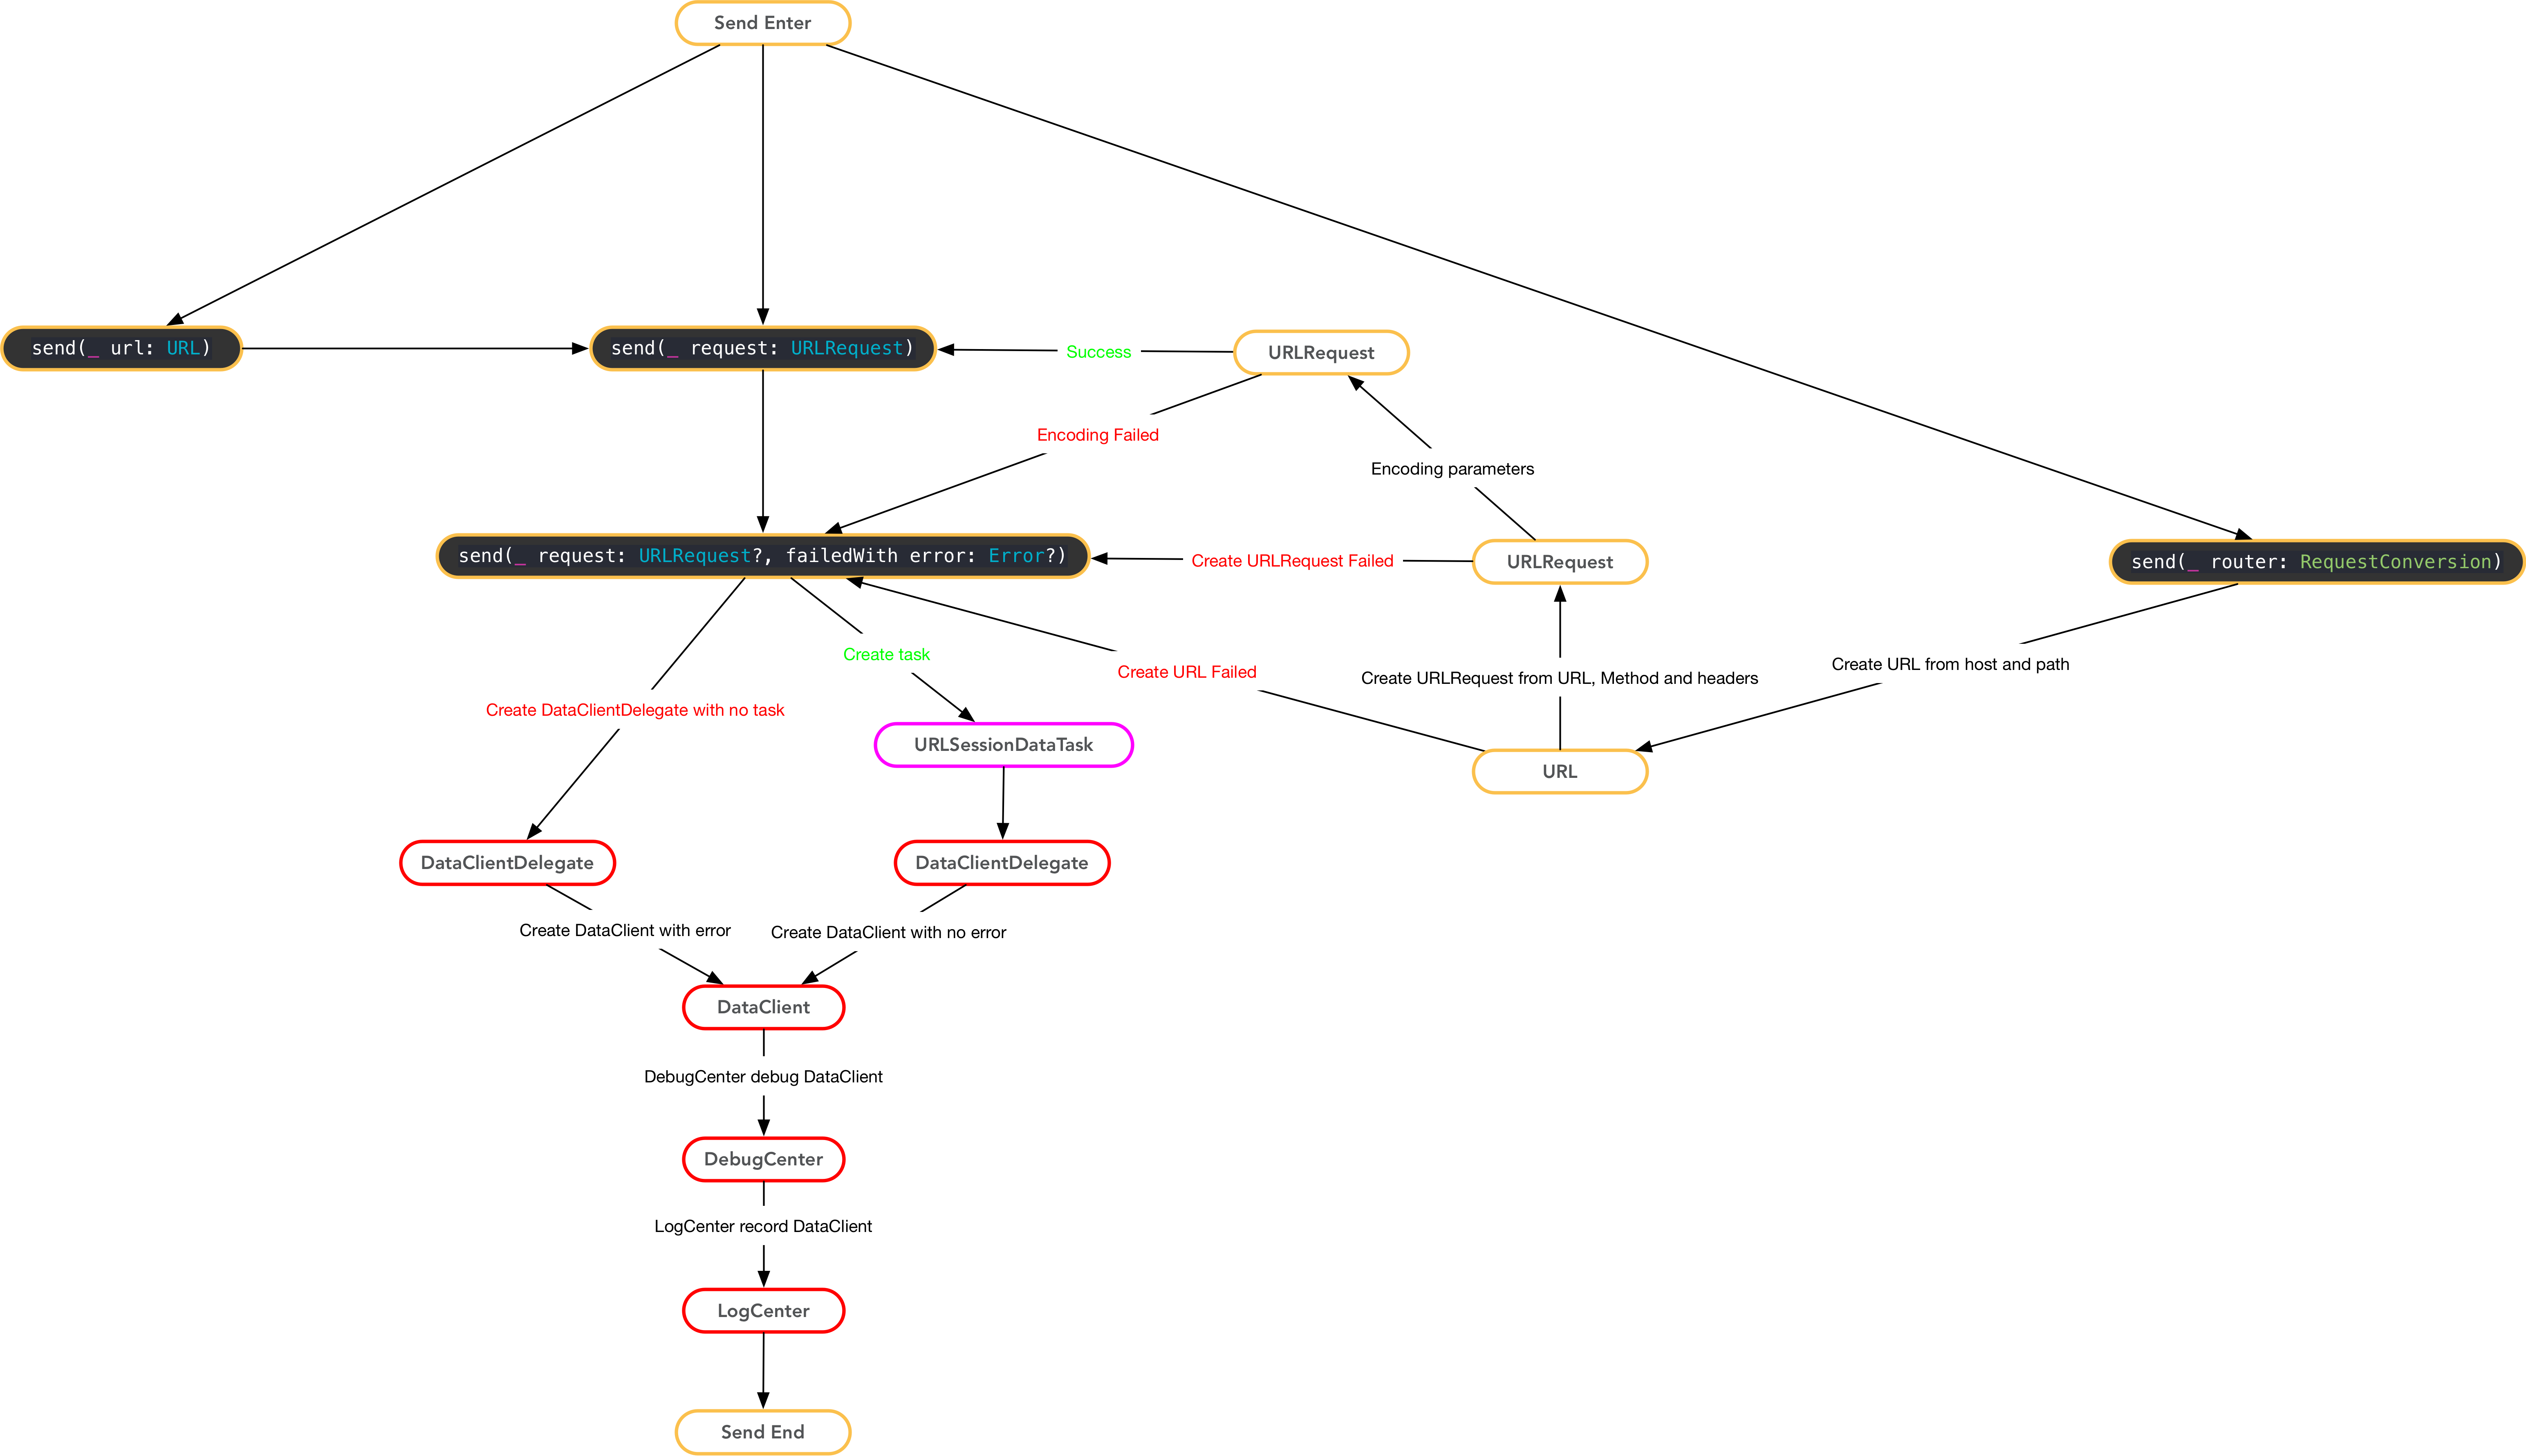 Send Enter
send(_ url: URL)
send(_ request: URLRequest)
Success
URLRequest
Encoding Failed
Encoding parameters
send(_ request: URLRequest?, failedWith error: Error?)
Create URLRequest Failed
URLRequest
send(_ router: RequestConversion)
Create task
Create URL Failed
Create URLRequest from URL, Method and headers
Create URL from host and path
Create DataClientDelegate with no task
URLSessionDataTask
URL
DataClientDelegate
DataClientDelegate
Create DataClient with error
Create DataClient with no error
DataClient
DebugCenter debug DataClient
DebugCenter
LogCenter record DataClient
LogCenter
Send End